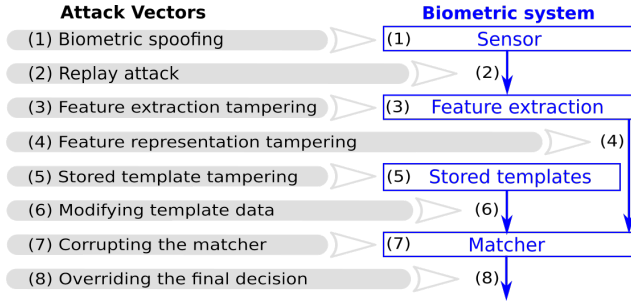 Attack Vectors Biometric system
(1) Biometric spoofing (1) Sensor
(2) Replay attack (2)
(3) Feature extraction tampering (3) Feature extraction
(4) Feature representation tampering (4)
(5) Stored template tampering (5) Stored templates
(6) Modifying template data (6)
(7) Corrupting the matcher (7) Matcher
(8) Overriding the final decision (8)